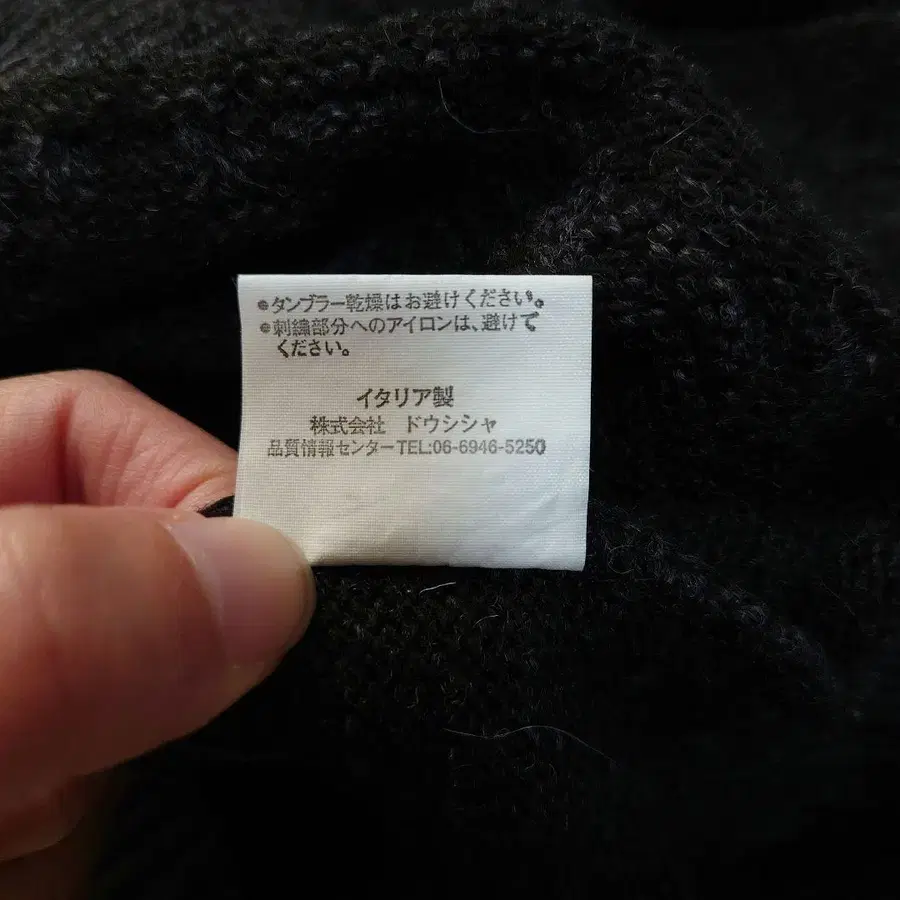 ●タンブラー乾燥はお避けください。
●刺繍部分へのアイロンは、避けて
ください。
イタリア製
株式会社 ドウシシャ
品質情報センターTEL:06-6946-5250